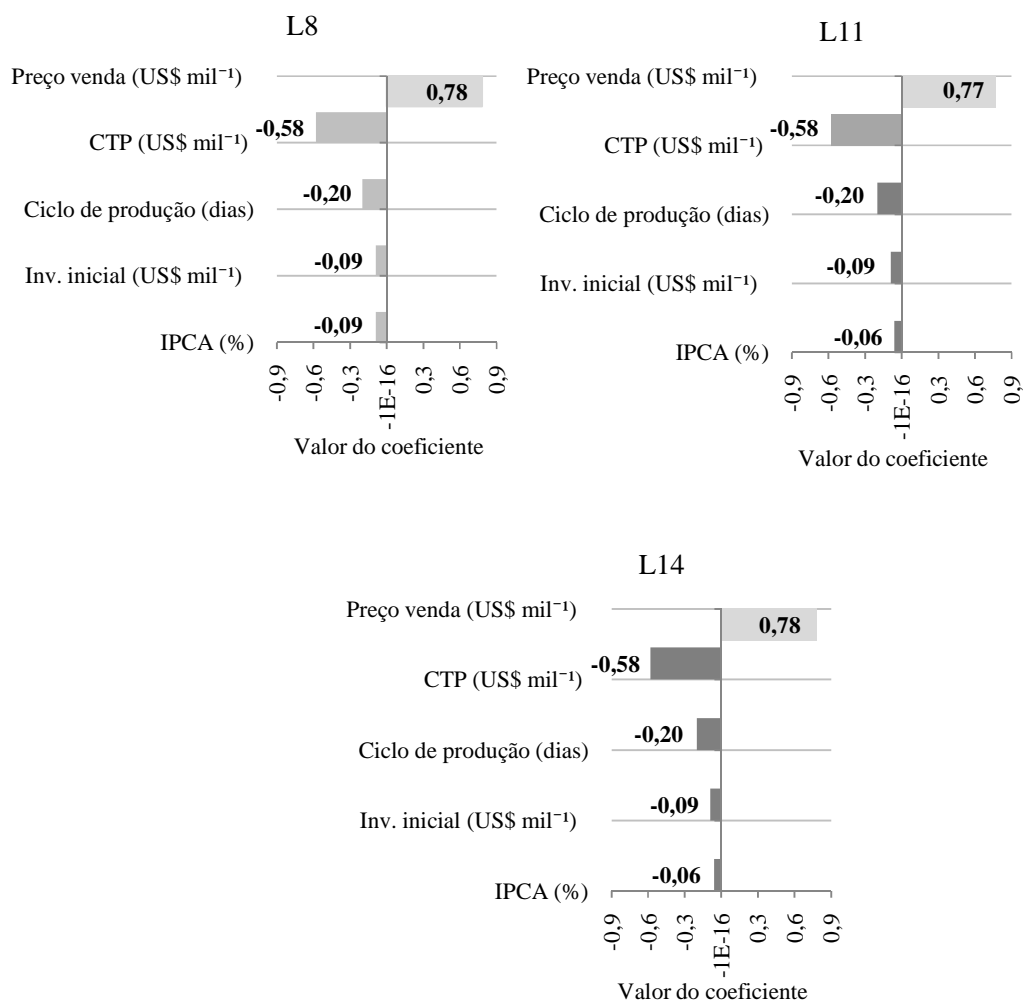 L8
Preço venda (US$ mil⁻¹)
0,78
-0,58
CTP (US$ mil⁻¹)
-0,20
Ciclo de produção (dias)
-0,09
Inv. inicial (US$ mil⁻¹)
-0,09
IPCA (%)
-0,9
-0,6
-0,3
-1E-16
0,3
0,6
0,9
Valor do coeficiente
L11
Preço venda (US$ mil⁻¹)
0,77
-0,58
CTP (US$ mil⁻¹)
-0,20
Ciclo de produção (dias)
-0,09
Inv. inicial (US$ mil⁻¹)
-0,06
IPCA (%)
-0,9
-0,6
-0,3
-1E-16
0,3
0,6
0,9
Valor do coeficiente
L14
Preço venda (US$ mil⁻¹)
0,78
-0,58
CTP (US$ mil⁻¹)
-0,20
Ciclo de produção (dias)
-0,09
Inv. inicial (US$ mil⁻¹)
-0,06
IPCA (%)
-0,9
-0,6
-0,3
-1E-16
0,3
0,6
0,9
Valor do coeficiente